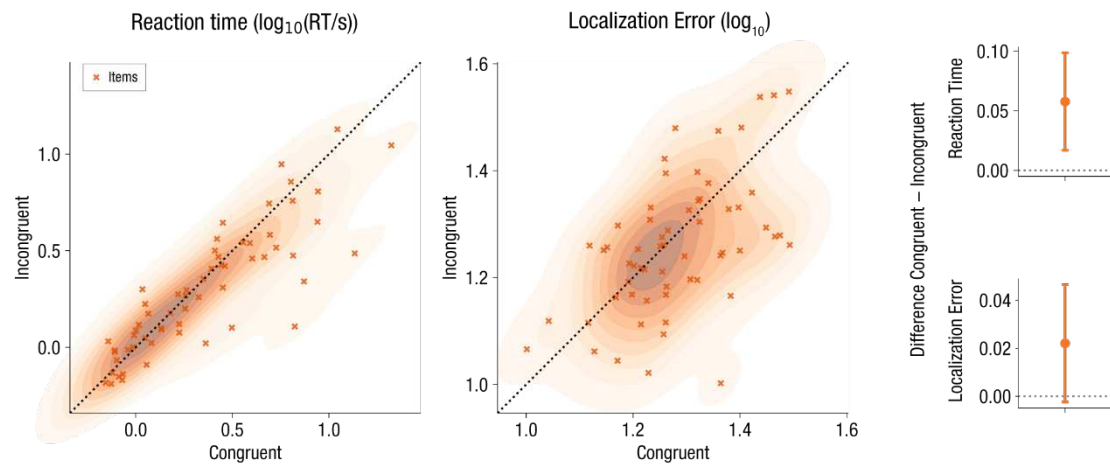 Reaction time (log₁₀(RT/s))
Items
1.0
0.5
0.0
Incongruent
0.0 0.5 1.0
Congruent
Localization Error (log₁₀)
1.6
1.4
1.2
1.0
Incongruent
1.0 1.2 1.4 1.6
Congruent
Difference Congruent – Incongruent
Reaction Time
0.10
0.05
0.00
Localization Error
0.04
0.02
0.00